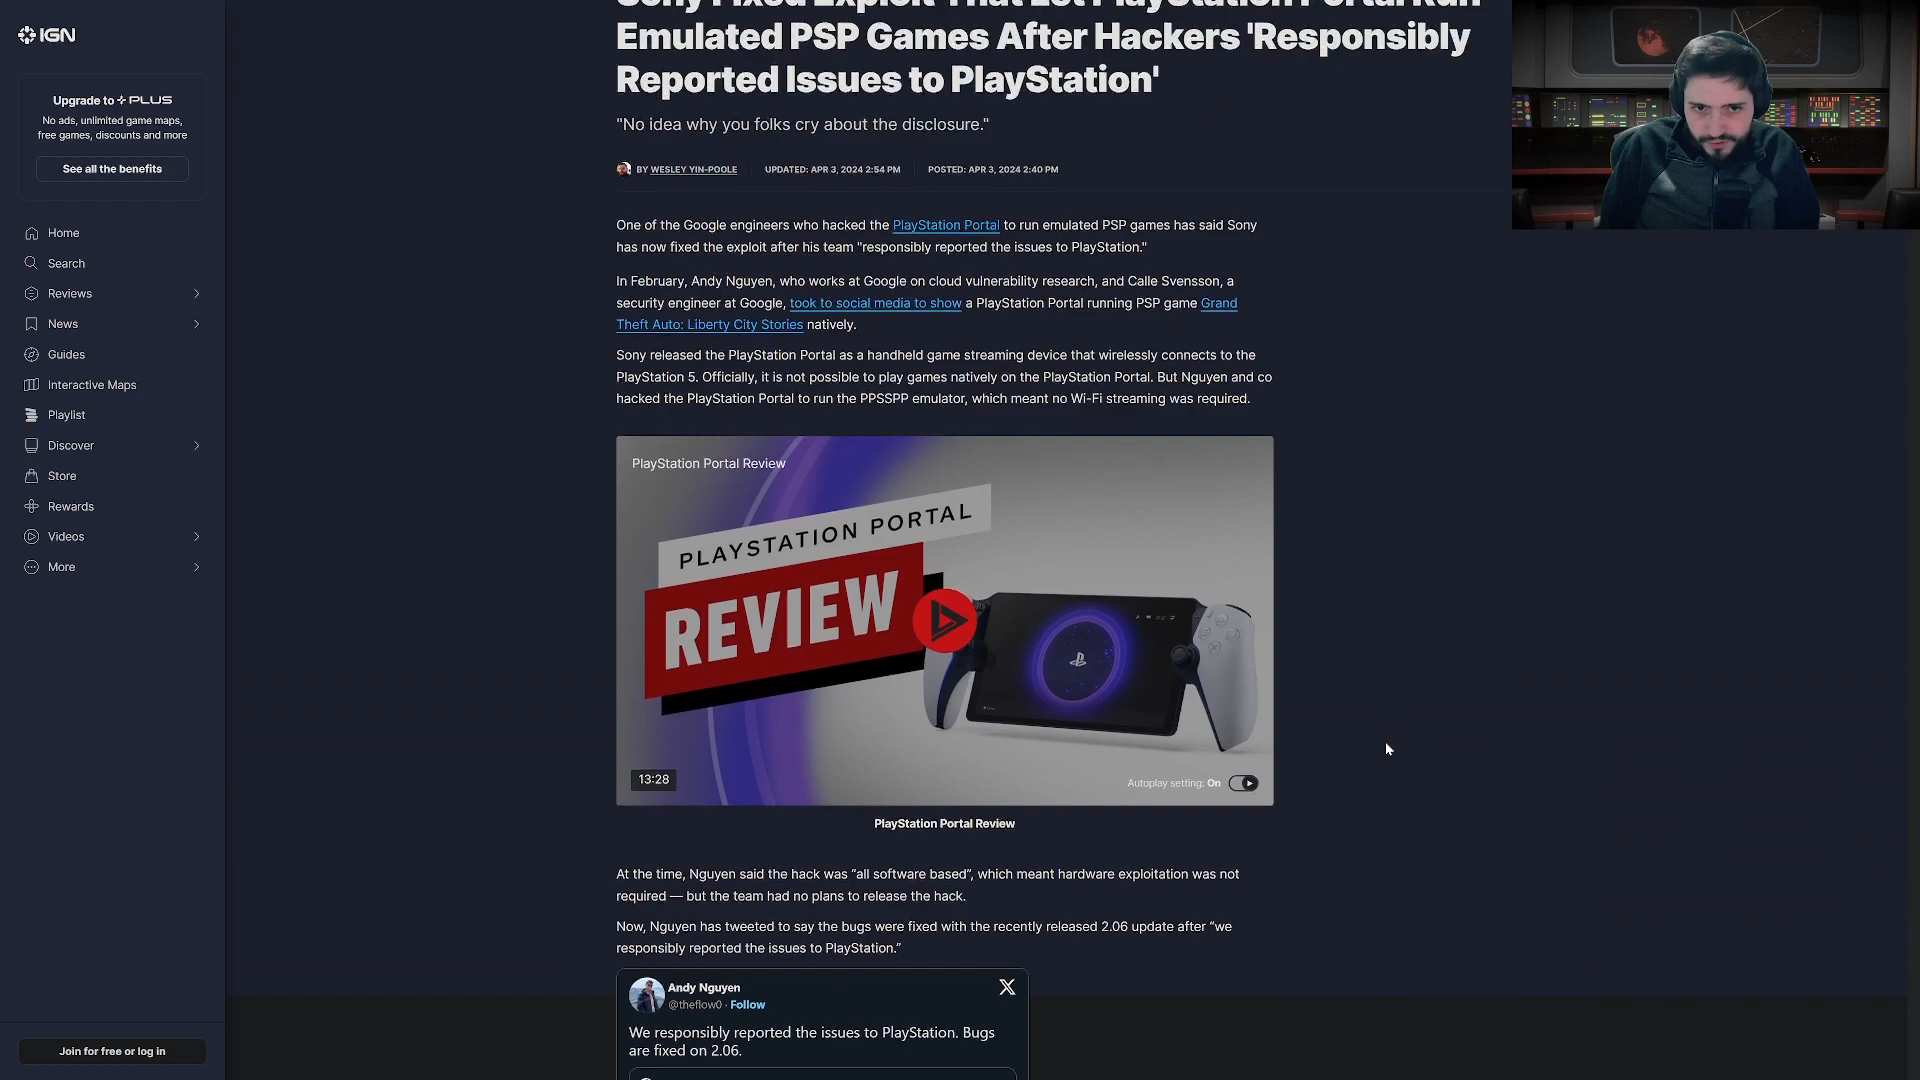 Sony Fixed Exploit That Let PlayStation Portal Run
Emulated PSP Games After Hackers 'Responsibly
Reported Issues to PlayStation'
"No idea why you folks cry about the disclosure."
BY WESLEY YIN-POOLE UPDATED: APR 3, 2024 2:54 PM POSTED: APR 3, 2024 2:40 PM
IGN
Upgrade to PLUS
No ads, unlimited game maps,
free games, discounts and more
See all the benefits
Home
Search
Reviews
News
Guides
Interactive Maps
Playlist
Discover
Store
Rewards
Videos
More
Join for free or log in
One of the Google engineers who hacked the PlayStation Portal to run emulated PSP games has said Sony
has now fixed the exploit after his team "responsibly reported the issues to PlayStation."
In February, Andy Nguyen, who works at Google on cloud vulnerability research, and Calle Svensson, a
security engineer at Google, took to social media to show a PlayStation Portal running PSP game Grand
Theft Auto: Liberty City Stories natively.
Sony released the PlayStation Portal as a handheld game streaming device that wirelessly connects to the
PlayStation 5. Officially, it is not possible to play games natively on the PlayStation Portal. But Nguyen and co
hacked the PlayStation Portal to run the PPSSPP emulator, which meant no Wi-Fi streaming was required.
PlayStation Portal Review
PLAYSTATION PORTAL
REVIEW
13:28
Autoplay setting: On
PlayStation Portal Review
At the time, Nguyen said the hack was “all software based”, which meant hardware exploitation was not
required — but the team had no plans to release the hack.
Now, Nguyen has tweeted to say the bugs were fixed with the recently released 2.06 update after “we
responsibly reported the issues to PlayStation.”
Andy Nguyen
@theflow0 · Follow
We responsibly reported the issues to PlayStation. Bugs
are fixed on 2.06.